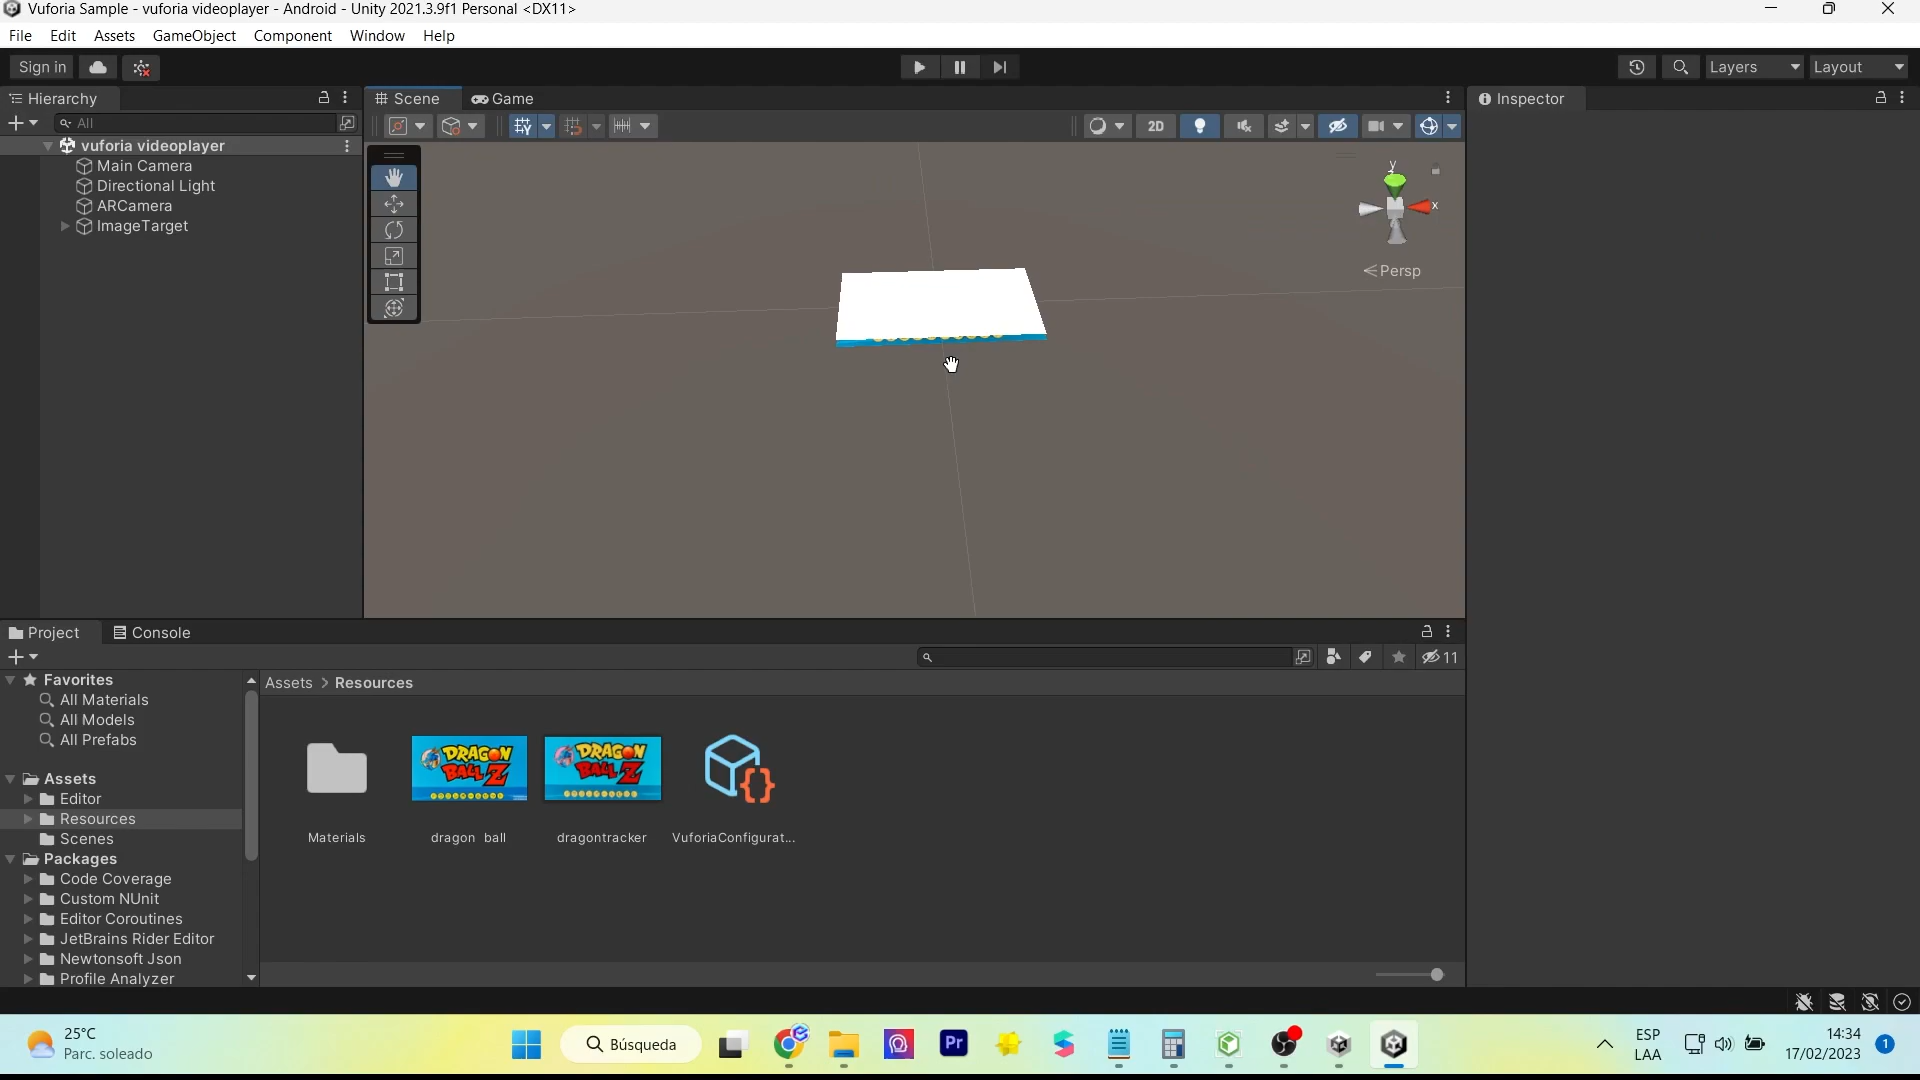 Vuforia Sample - vuforia videoplayer - Android - Unity 2021.3.9f1 Personal <DX11>
File Edit Assets GameObject Component Window Help
Sign in Layers Layout
Hierarchy
Scene Game
Inspector
All
2D
vuforia videoplayer
Main Camera
Directional Light
ARCamera
ImageTarget
y
x
Persp
Project Console
11
Favorites
All Materials
All Models
All Prefabs
Assets
Editor
Resources
Scenes
Packages
Code Coverage
Custom NUnit
Editor Coroutines
JetBrains Rider Editor
Newtonsoft Json
Profile Analyzer
Assets > Resources
DRAGON
BALL Z
DRAGON
BALL Z
Materials
dragon ball
dragontracker
VuforiaConfigurat...
25°C
Parc. soleado
Búsqueda
Pr
ESP
LAA
14:34
17/02/2023
1